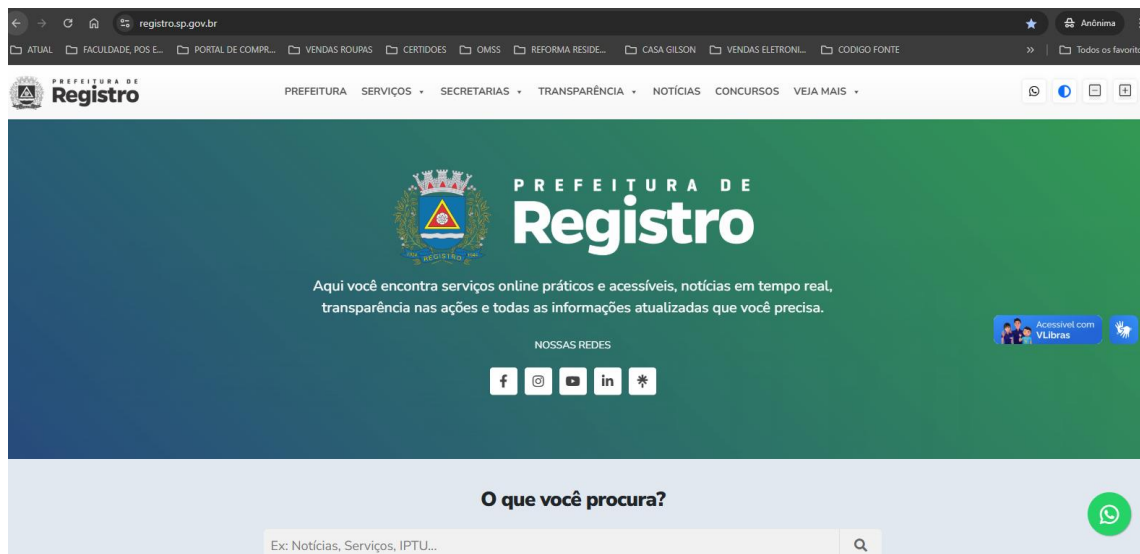 registro.sp.gov.br
Anônima
ATUAL FACULDADE, POS E... PORTAL DE COMPR... VENDAS ROUPAS CERTIDOES OMSS REFORMA RESIDE... CASA GILSON VENDAS ELETRONI... CODIGO FONTE » Todos os favorito
PREFEITURA DE
Registro
PREFEITURA SERVIÇOS SECRETARIAS TRANSPARÊNCIA NOTÍCIAS CONCURSOS VEJA MAIS
PREFEITURA DE
Registro
REGISTRO
Aqui você encontra serviços online práticos e acessíveis, notícias em tempo real,
transparência nas ações e todas as informações atualizadas que você precisa.
Acessível com
VLibras
NOSSAS REDES
f in
O que você procura?
Ex: Notícias, Serviços, IPTU...